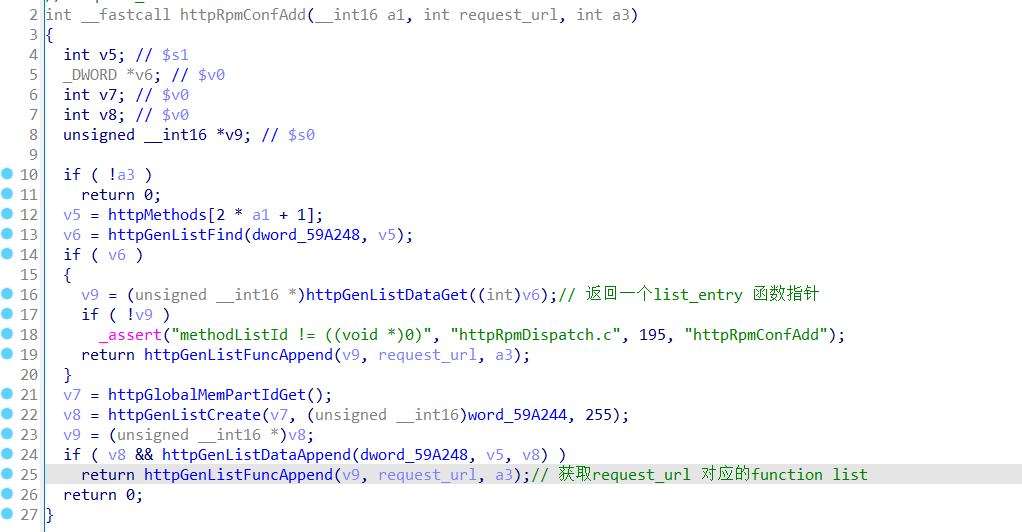 2 int __fastcall httpRpmConfAdd(__int16 a1, int request_url, int a3)
3 {
4 int v5; // $s1
5 _DWORD *v6; // $v0
6 int v7; // $v0
7 int v8; // $v0
8 unsigned __int16 *v9; // $s0
9
10 if ( !a3 )
11 return 0;
12 v5 = httpMethods[2 * a1 + 1];
13 v6 = httpGenListFind(dword_59A248, v5);
14 if ( v6 )
15 {
16 v9 = (unsigned __int16 *)httpGenListDataGet((int)v6);// 返回一个list_entry 函数指针
17 if ( !v9 )
18 _assert("methodListId != ((void *)0)", "httpRpmDispatch.c", 195, "httpRpmConfAdd");
19 return httpGenListFuncAppend(v9, request_url, a3);
20 }
21 v7 = httpGlobalMemPartIdGet();
22 v8 = httpGenListCreate(v7, (unsigned __int16)word_59A244, 255);
23 v9 = (unsigned __int16 *)v8;
24 if ( v8 && httpGenListDataAppend(dword_59A248, v5, v8) )
25 return httpGenListFuncAppend(v9, request_url, a3);// 获取request_url 对应的function list
26 return 0;
27 }